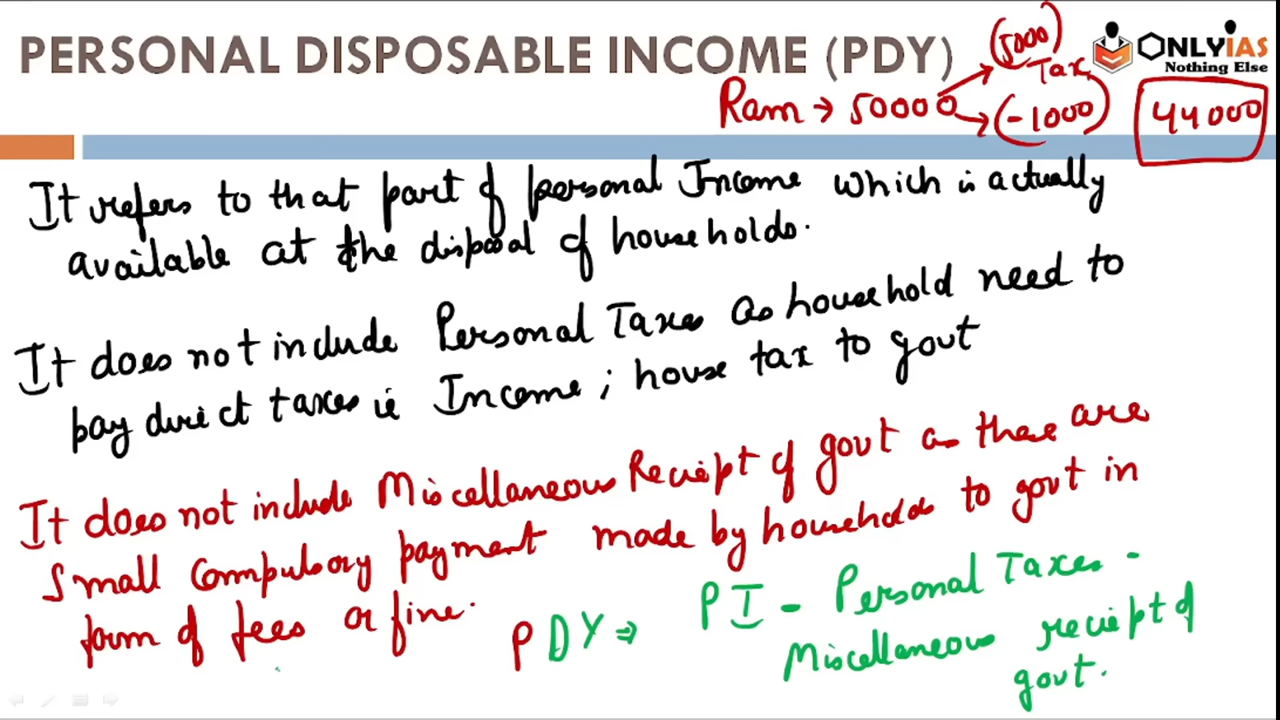 PERSONAL DISPOSABLE INCOME (PDY)
(5000)
Tax
ONLYIAS
Nothing Else
Ram → 50000
(-1000)
44000
It refers to that part of personal Income which is actually
available at the disposal of households.
It does not include Personal Taxes as household need to
pay direct taxes ie Income; house tax to govt
It does not include Miscellaneous Reciept of govt as these are
Small Compulsory payment made by households to govt in
form of fees or fine.
PDY ⇒ PI - Personal Taxes -
Miscellaneous reciept of
govt.